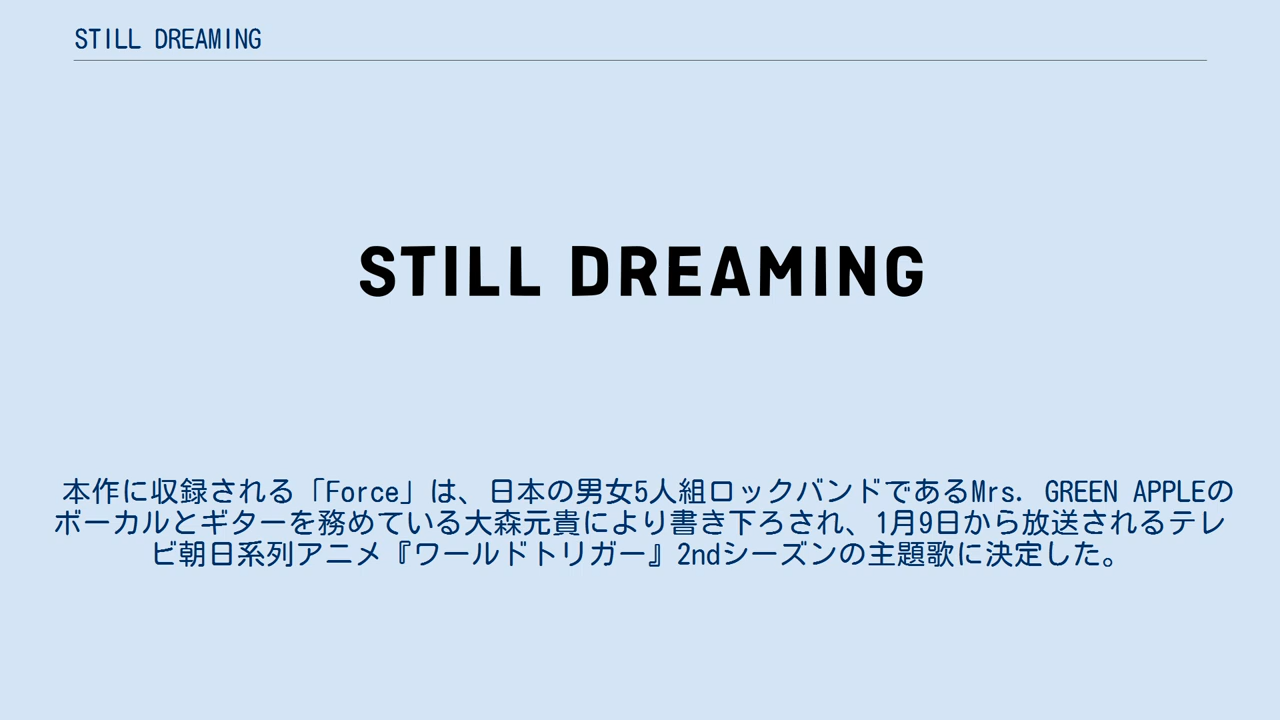 STILL DREAMING
STILL DREAMING
本作に収録される「Force」は、日本の男女5人組ロックバンドであるMrs. GREEN APPLEの
ボーカルとギターを務めている大森元貴により書き下ろされ、1月9日から放送されるテレ
ビ朝日系列アニメ『ワールドトリガー』2ndシーズンの主題歌に決定した。